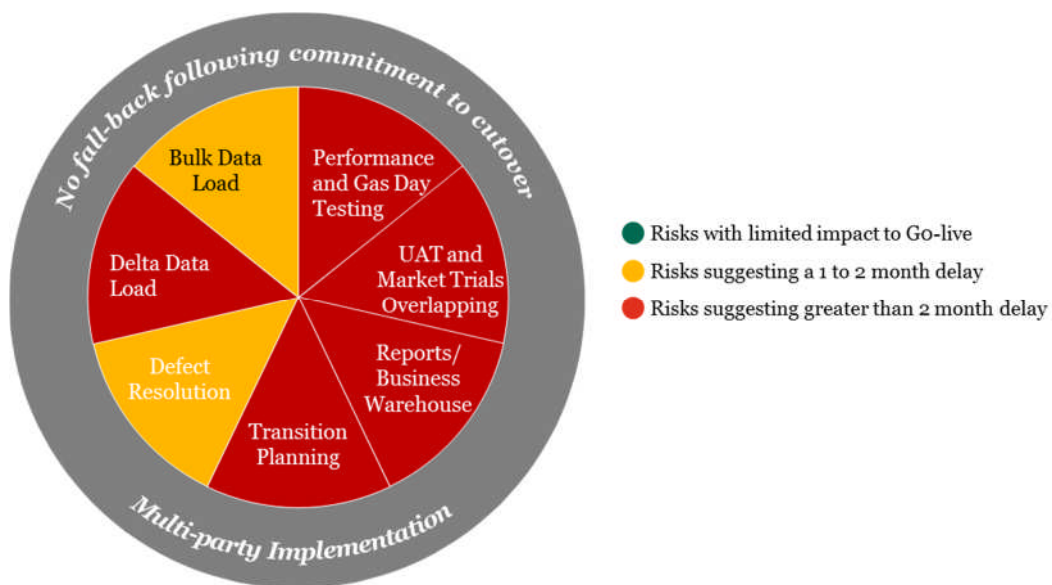 No fall-back following commitment to cutover
Bulk Data
Load
Performance
and Gas Day
Testing
UAT and
Market Trials
Overlapping
Reports/
Business
Warehouse
Transition
Planning
Defect
Resolution
Delta Data
Load
Multi-party Implementation
Risks with limited impact to Go-live
Risks suggesting a 1 to 2 month delay
Risks suggesting greater than 2 month delay